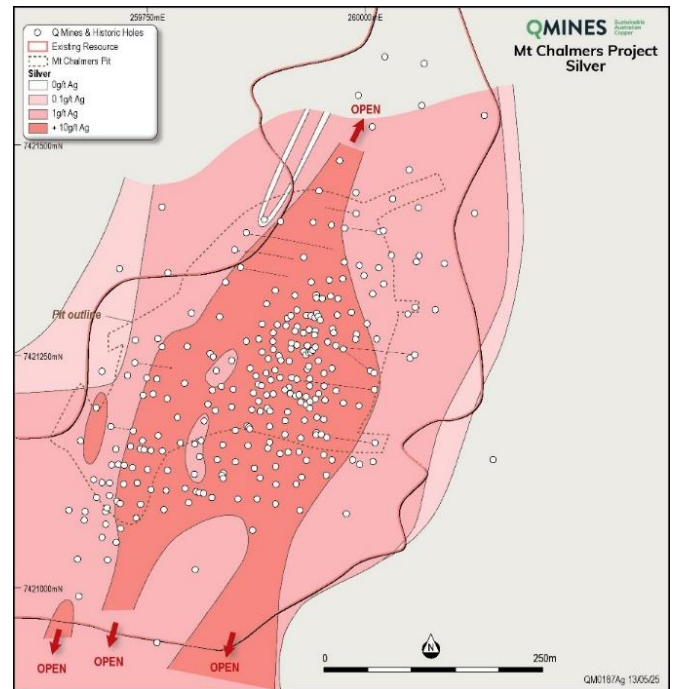 259750mE
260000mE
Q Mines & Historic Holes
Existing Resource
Mt Chalmers Pit
Silver
0g/t Ag
0.1g/t Ag
1g/t Ag
+ 10g/t Ag
QMINES
Sustainable
Australian
Copper
Mt Chalmers Project
Silver
OPEN
7421500mN
Pit outline
7421250mN
7421000mN
OPEN
OPEN
OPEN
N
0
250m
QM0187Ag 13/05/25